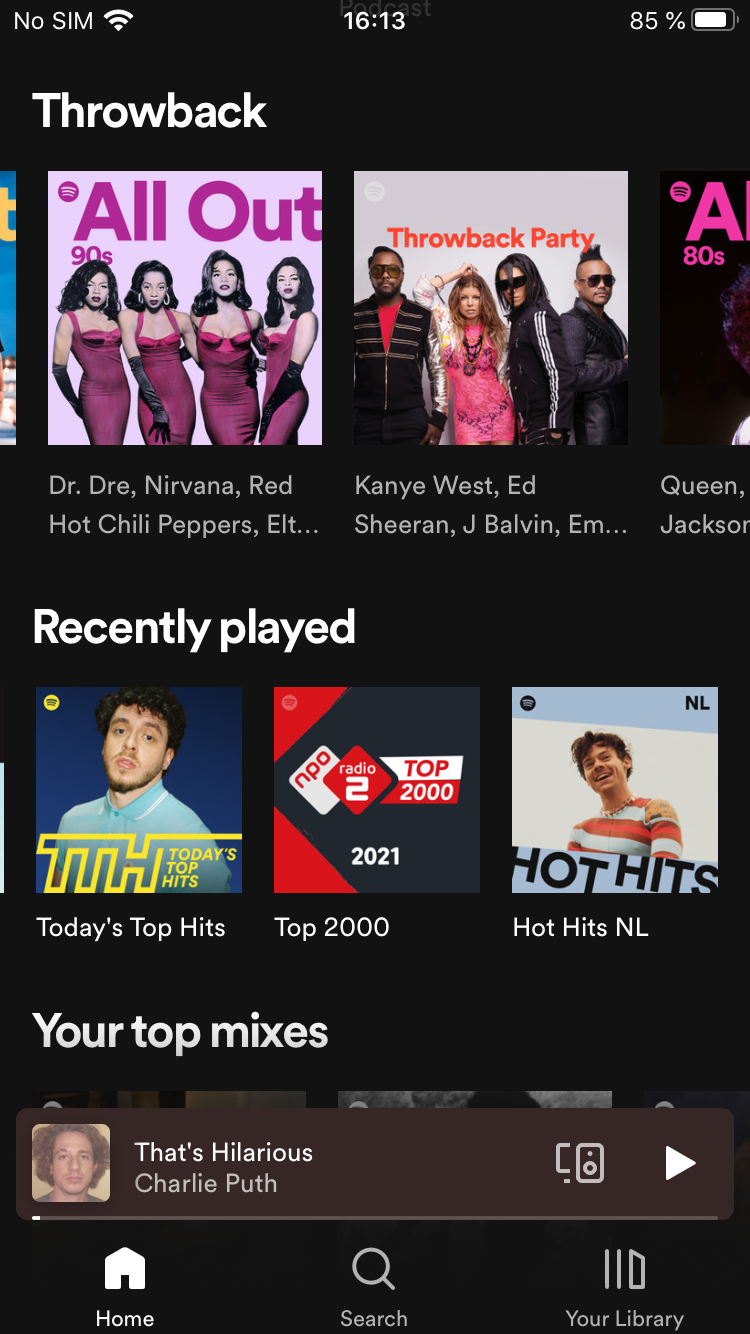 Podcast
No SIM 16:13 85 %
Throwback
All Out
90s
Throwback Party
80s
Dr. Dre, Nirvana, Red
Hot Chili Peppers, Elt...
Kanye West, Ed
Sheeran, J Balvin, Em...
Queen,
Jackson
Recently played
TTH TODAY'S
TOP
HITS
npo
radio
2
TOP
2000
2021
NL
HOT HITS
Today's Top Hits
Top 2000
Hot Hits NL
Your top mixes
That's Hilarious
Charlie Puth
Home
Search
Your Library